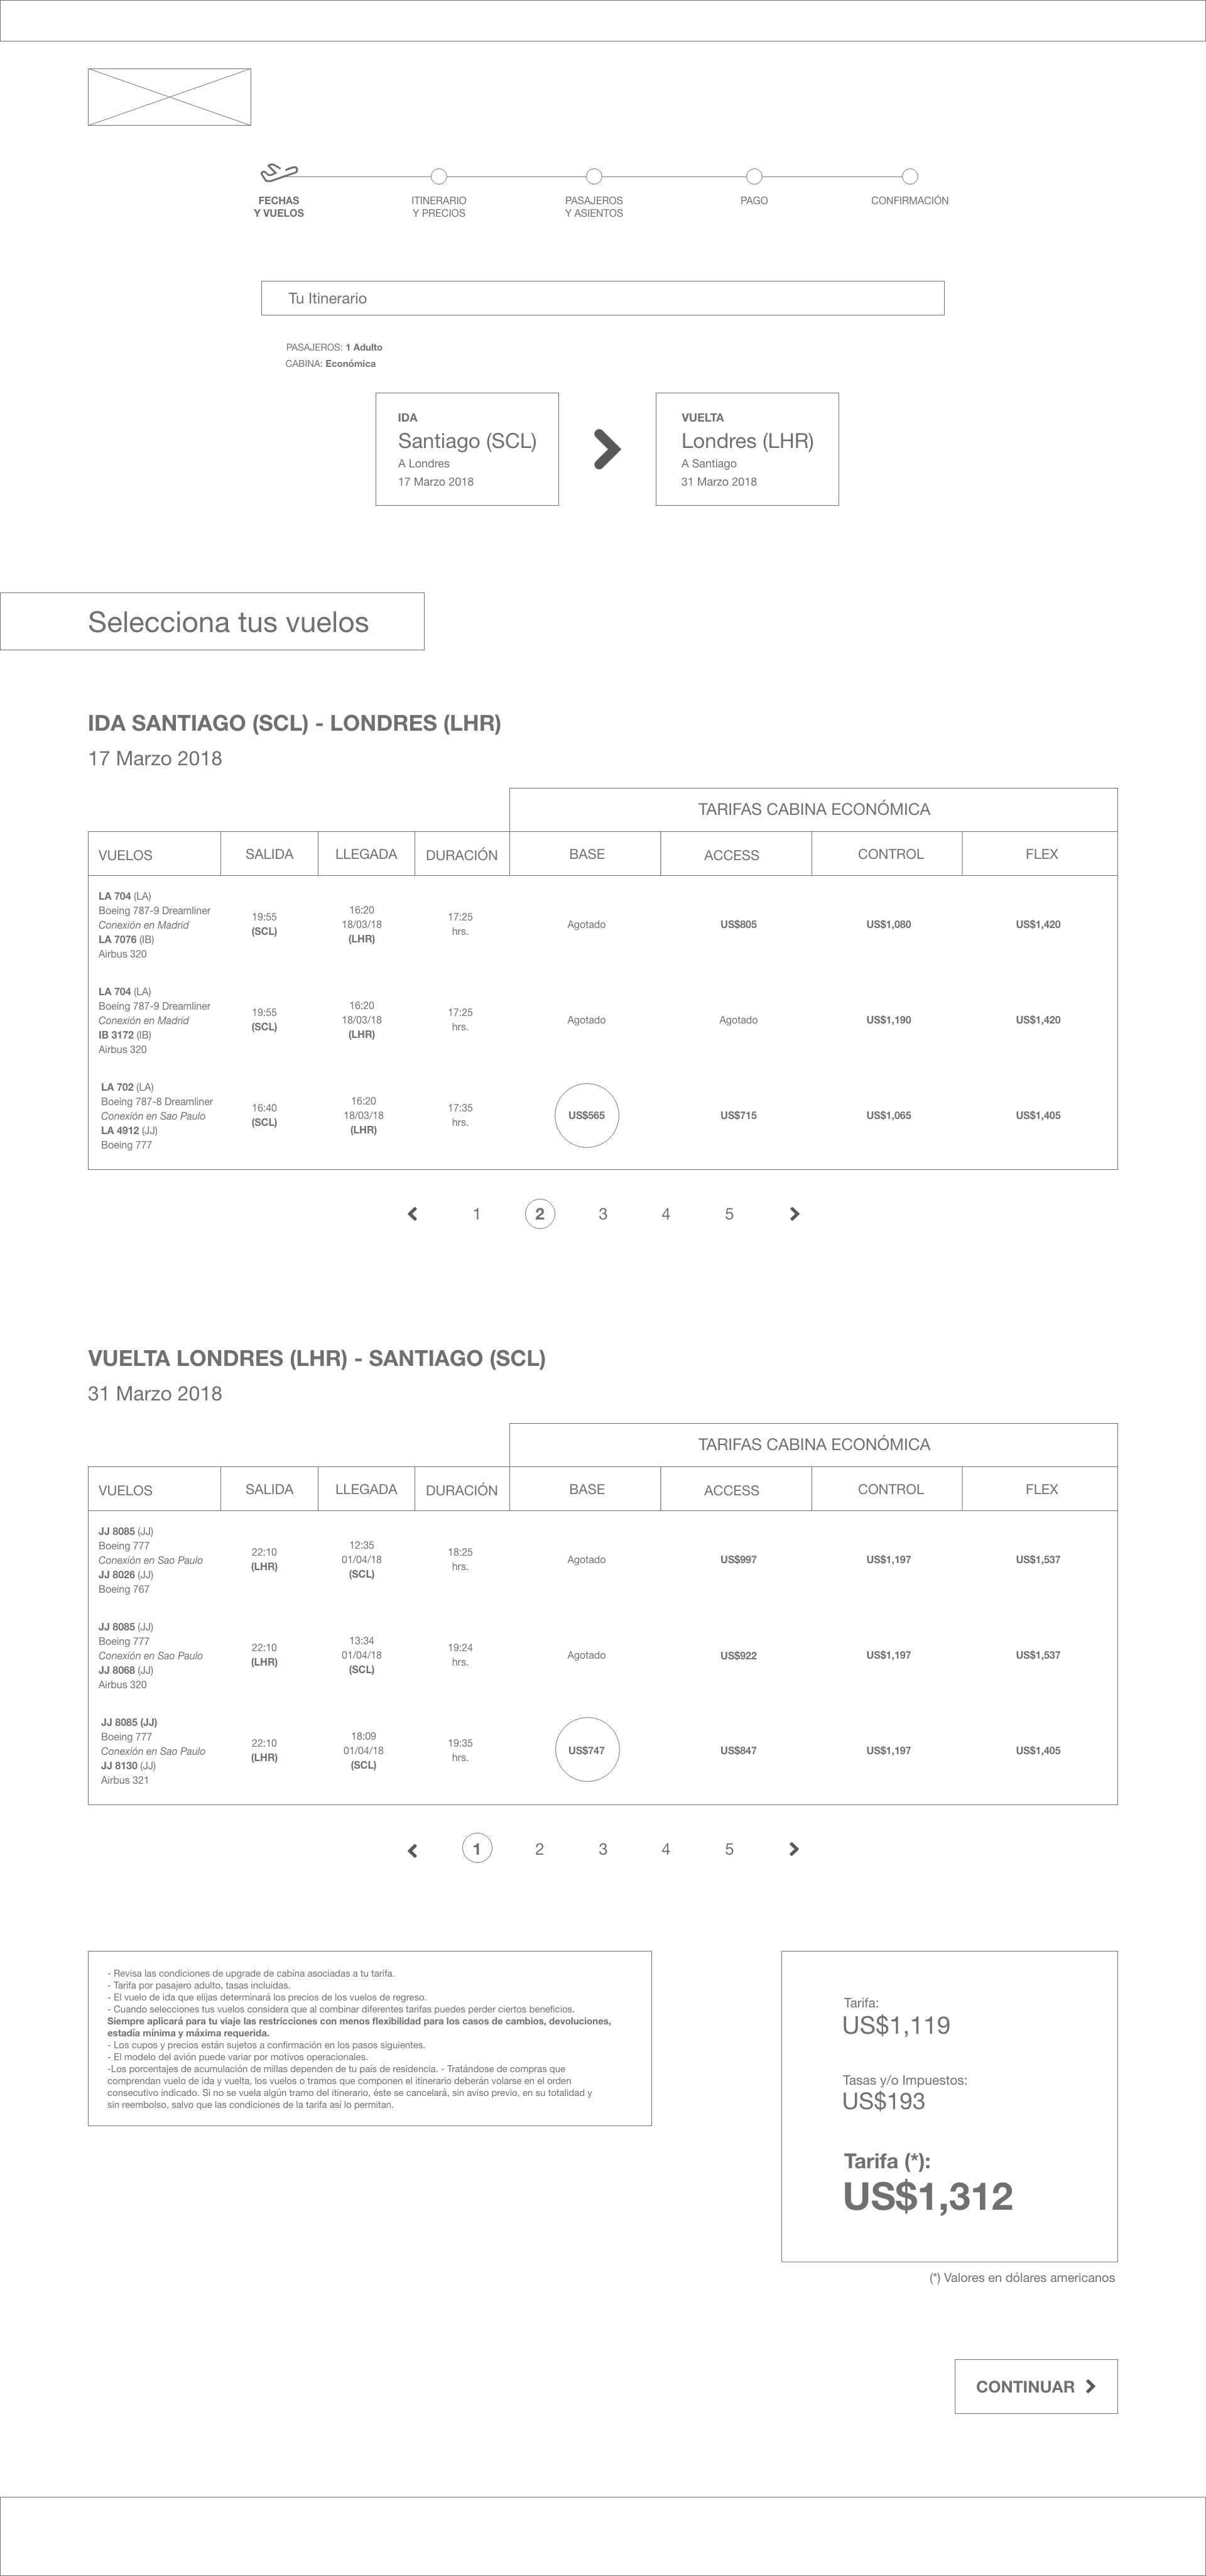 FECHAS
Y VUELOS
ITINERARIO
Y PRECIOS
PASAJEROS
Y ASIENTOS
PAGO
CONFIRMACIÓN
Tu Itinerario
PASAJEROS: 1 Adulto
CABINA: Económica
IDA
Santiago (SCL)
A Londres
17 Marzo 2018
VUELTA
Londres (LHR)
A Santiago
31 Marzo 2018
Selecciona tus vuelos
IDA SANTIAGO (SCL) - LONDRES (LHR)
17 Marzo 2018
TARIFAS CABINA ECONÓMICA
VUELOS SALIDA LLEGADA DURACIÓN BASE ACCESS CONTROL FLEX
LA 704 (LA)
Boeing 787-9 Dreamliner
Conexión en Madrid
LA 7076 (IB)
Airbus 320
19:55
(SCL)
16:20
18/03/18
(LHR)
17:25
hrs.
Agotado
US$805
US$1,080
US$1,420
LA 704 (LA)
Boeing 787-9 Dreamliner
Conexión en Madrid
IB 3172 (IB)
Airbus 320
19:55
(SCL)
16:20
18/03/18
(LHR)
17:25
hrs.
Agotado
Agotado
US$1,190
US$1,420
LA 702 (LA)
Boeing 787-8 Dreamliner
Conexión en Sao Paulo
LA 4912 (JJ)
Boeing 777
16:40
(SCL)
16:20
18/03/18
(LHR)
17:35
hrs.
US$565
US$715
US$1,065
US$1,405
1 2 3 4 5
VUELTA LONDRES (LHR) - SANTIAGO (SCL)
31 Marzo 2018
TARIFAS CABINA ECONÓMICA
VUELOS SALIDA LLEGADA DURACIÓN BASE ACCESS CONTROL FLEX
JJ 8085 (JJ)
Boeing 777
Conexión en Sao Paulo
JJ 8026 (JJ)
Boeing 767
22:10
(LHR)
12:35
01/04/18
(SCL)
18:25
hrs.
Agotado
US$997
US$1,197
US$1,537
JJ 8085 (JJ)
Boeing 777
Conexión en Sao Paulo
JJ 8068 (JJ)
Airbus 320
22:10
(LHR)
13:34
01/04/18
(SCL)
19:24
hrs.
Agotado
US$922
US$1,197
US$1,537
JJ 8085 (JJ)
Boeing 777
Conexión en Sao Paulo
JJ 8130 (JJ)
Airbus 321
22:10
(LHR)
18:09
01/04/18
(SCL)
19:35
hrs.
US$747
US$847
US$1,197
US$1,405
1 2 3 4 5
- Revisa las condiciones de upgrade de cabina asociadas a tu tarifa.
- Tarifa por pasajero adulto, tasas incluidas.
- El vuelo de ida que elijas determinará los precios de los vuelos de regreso.
- Cuando selecciones tus vuelos considera que al combinar diferentes tarifas puedes perder ciertos beneficios.
Siempre aplicará para tu viaje las restricciones con menos flexibilidad para los casos de cambios, devoluciones,
estadía mínima y máxima requerida.
- Los cupos y precios están sujetos a confirmación en los pasos siguientes.
- El modelo del avión puede variar por motivos operacionales.
-Los porcentajes de acumulación de millas dependen de tu país de residencia. - Tratándose de compras que
comprendan vuelo de ida y vuelta, los vuelos o tramos que componen el itinerario deberán volarse en el orden
consecutivo indicado. Si no se vuela algún tramo del itinerario, éste se cancelará, sin aviso previo, en su totalidad y
sin reembolso, salvo que las condiciones de la tarifa así lo permitan.
Tarifa:
US$1,119
Tasas y/o Impuestos:
US$193
Tarifa (*):
US$1,312
(*) Valores en dólares americanos
CONTINUAR